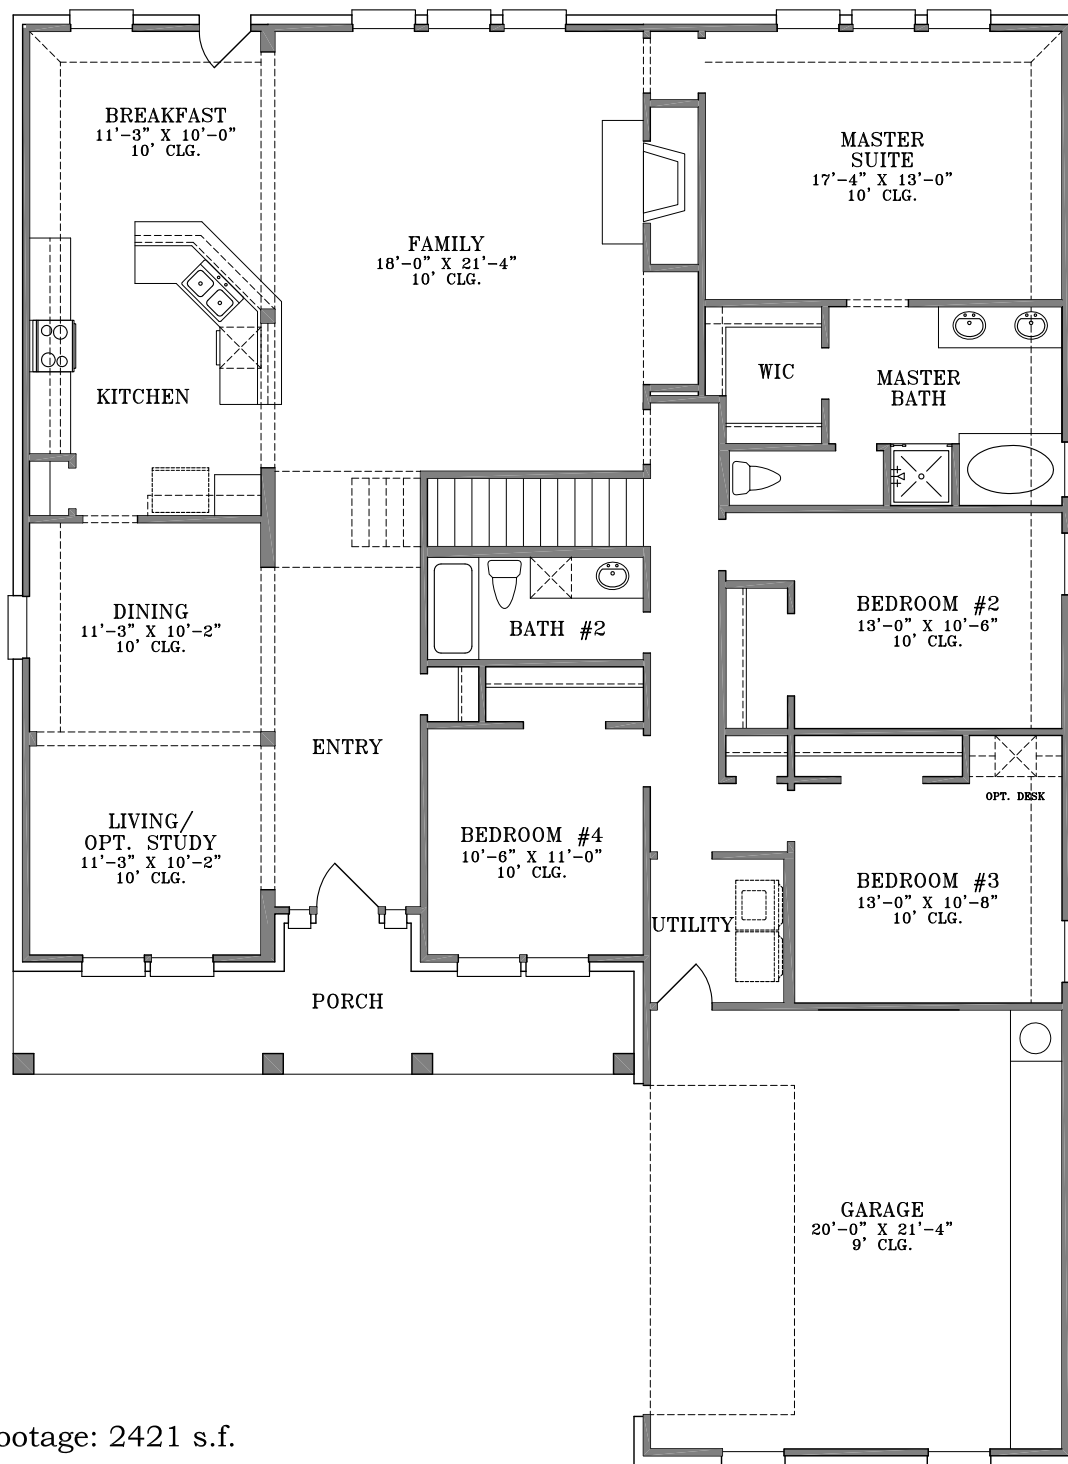 BREAKFAST
11'-3" X 10'-0"
10' CLG.
MASTER
SUITE
17'-4" X 13'-0"
10' CLG.
FAMILY
18'-0" X 21'-4"
10' CLG.
KITCHEN
WIC
MASTER
BATH
DINING
11'-3" X 10'-2"
10' CLG.
BATH #2
BEDROOM #2
13'-0" X 10'-6"
10' CLG.
ENTRY
OPT. DESK
LIVING/
OPT. STUDY
11'-3" X 10'-2"
10' CLG.
BEDROOM #4
10'-6" X 11'-0"
10' CLG.
BEDROOM #3
13'-0" X 10'-8"
10' CLG.
UTILITY
PORCH
GARAGE
20'-0" X 21'-4"
9' CLG.
ootage: 2421 s.f.